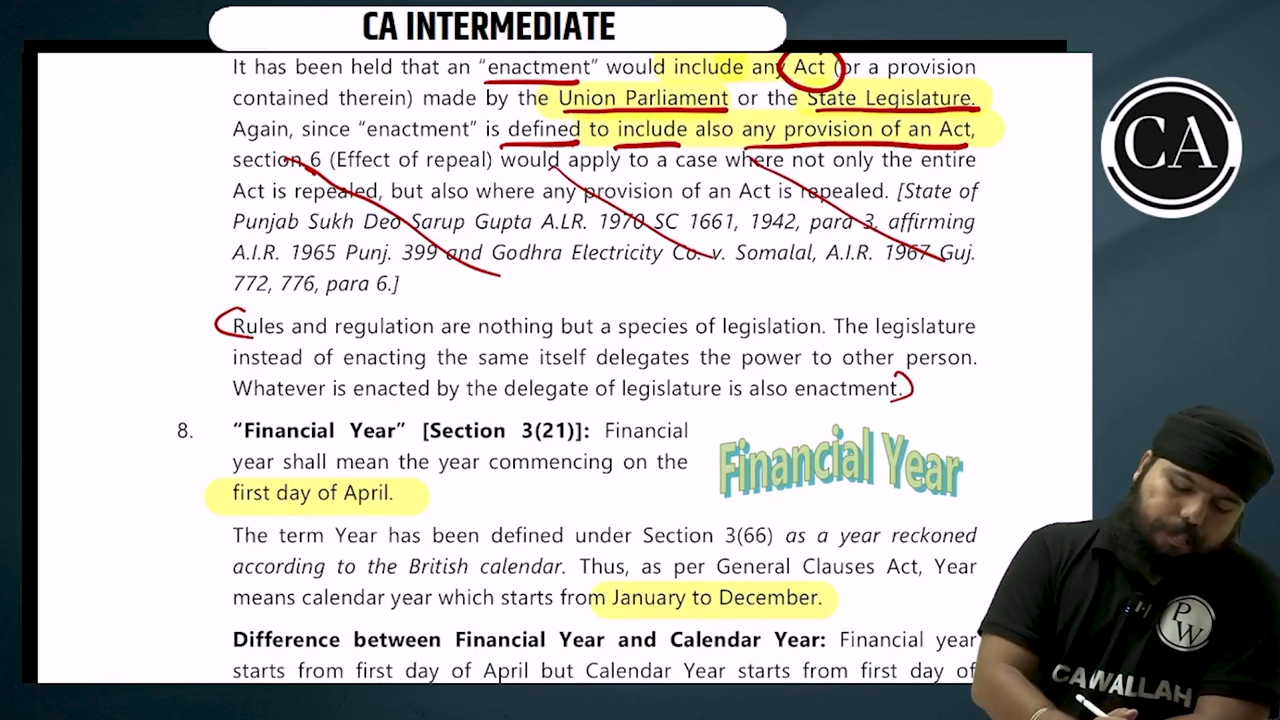 CA INTERMEDIATE
It has been held that an “enactment” would include any Act (or a provision
contained therein) made by the Union Parliament or the State Legislature.
Again, since “enactment” is defined to include also any provision of an Act,
section 6 (Effect of repeal) would apply to a case where not only the entire
Act is repealed, but also where any provision of an Act is repealed. [State of
Punjab Sukh Deo Sarup Gupta A.I.R. 1970 SC 1661, 1942, para 3, affirming
A.I.R. 1965 Punj. 399 and Godhra Electricity Co. v. Somalal, A.I.R. 1967 Guj.
772, 776, para 6.]
Rules and regulation are nothing but a species of legislation. The legislature
instead of enacting the same itself delegates the power to other person.
Whatever is enacted by the delegate of legislature is also enactment.
8. “Financial Year” [Section 3(21)]: Financial
year shall mean the year commencing on the
first day of April.
Financial Year
The term Year has been defined under Section 3(66) as a year reckoned
according to the British calendar. Thus, as per General Clauses Act, Year
means calendar year which starts from January to December.
Difference between Financial Year and Calendar Year: Financial year
starts from first day of April but Calendar Year starts from first day of
CA
PW
CAWALLAH